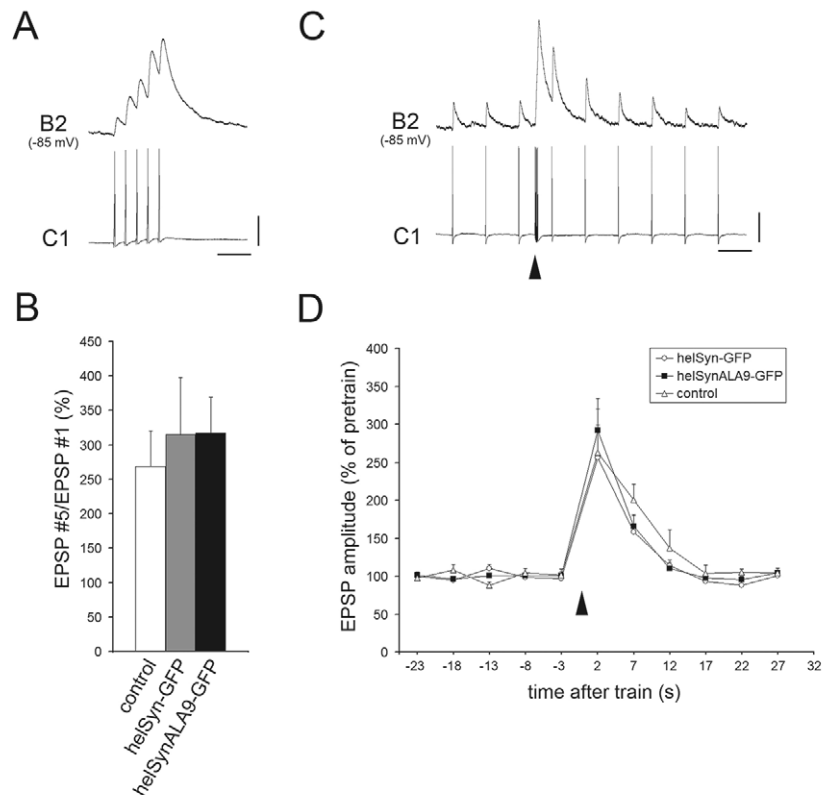 A
B2
(-85 mV)
C1
C
B2
(-85 mV)
C1
B
EPSP #5/EPSP #1 (%)
450
400
350
300
250
200
150
100
50
0
control
helSyn-GFP
helSynALA9-GFP
D
EPSP amplitude (% of pretrain)
400
350
300
250
200
150
100
50
0
helSyn-GFP
helSynALA9-GFP
control
-23 -18 -13 -8 -3 2 7 12 17 22 27 32
time after train (s)